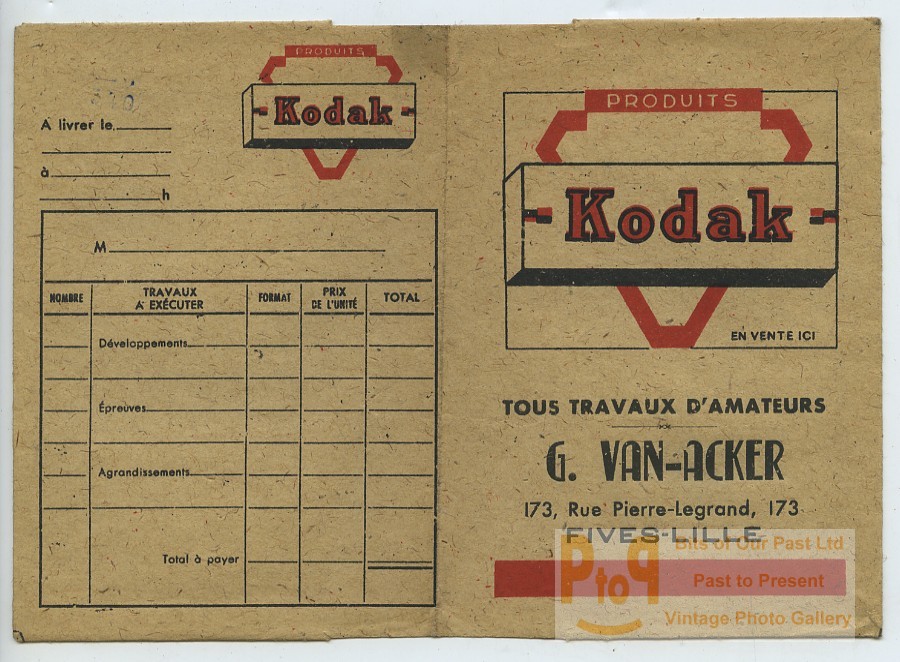 PRODUITS
Kodak
A livrer le
à
h
M
NOMBRE
TRAVAUX
A EXÉCUTER
FORMAT
PRIX
DE L'UNITÉ
TOTAL
Développements
Épreuves
Agrandissements
Total à payer
PRODUITS
Kodak
EN VENTE ICI
TOUS TRAVAUX D'AMATEURS
G. VAN-ACKER
173, Rue Pierre-Legrand, 173
FIVES-LILLE
PtoP
Bits of Our Past Ltd
Past to Present
Vintage Photo Gallery